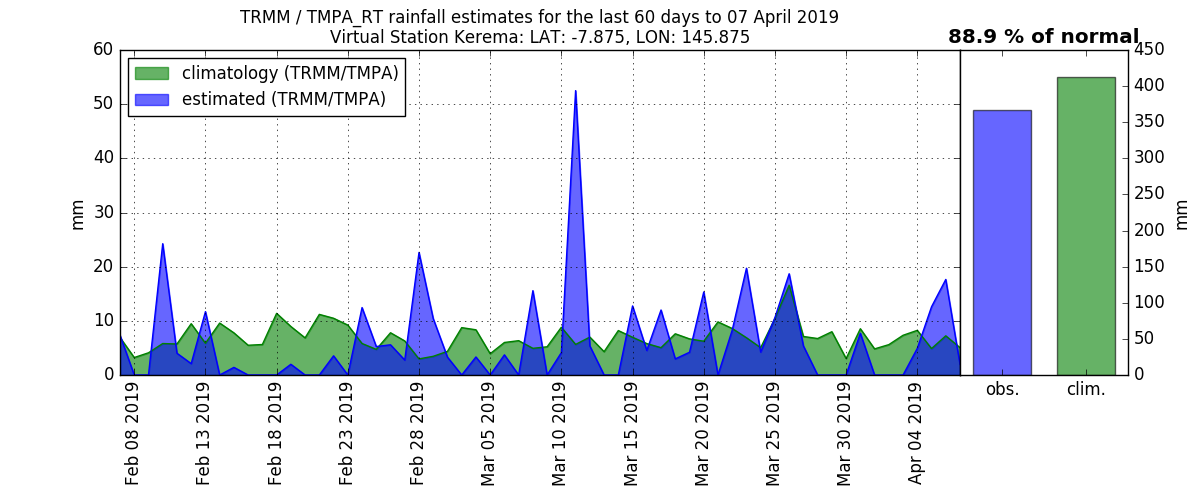 TRMM / TMPA_RT rainfall estimates for the last 60 days to 07 April 2019
Virtual Station Kerema: LAT: -7.875, LON: 145.875
88.9 % of normal
climatology (TRMM/TMPA)
estimated (TRMM/TMPA)
mm
60
50
40
30
20
10
0
Feb 08 2019
Feb 13 2019
Feb 18 2019
Feb 23 2019
Feb 28 2019
Mar 05 2019
Mar 10 2019
Mar 15 2019
Mar 20 2019
Mar 25 2019
Mar 30 2019
Apr 04 2019
obs.
clim.
450
400
350
300
250
200
150
100
50
0
mm